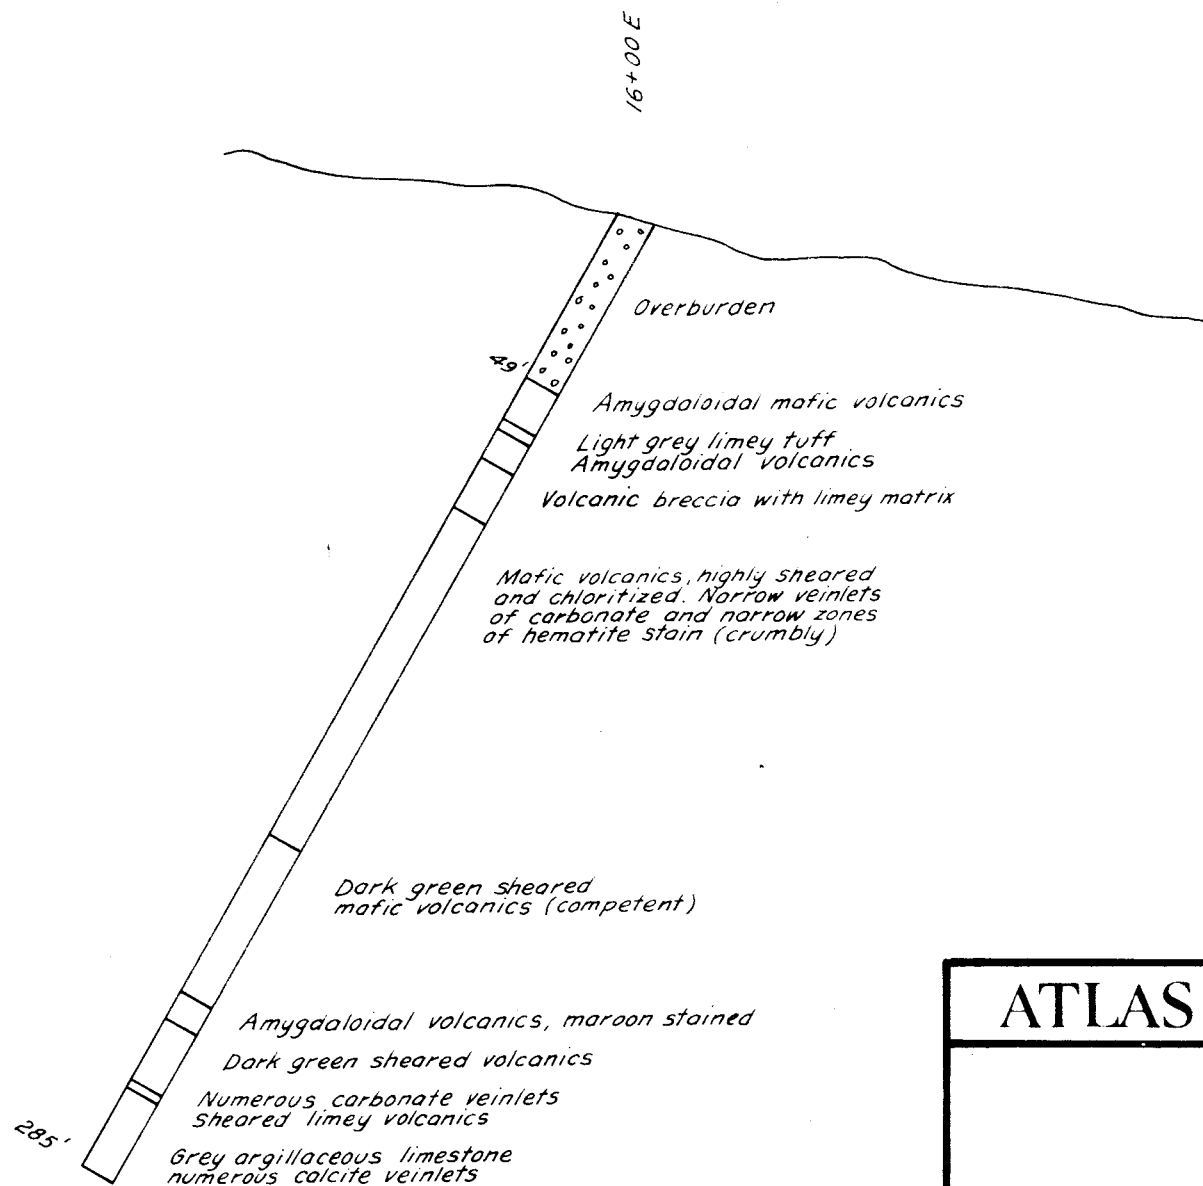 16+00 E
Overburden
49'
Amygdaloidal mafic volcanics
Light grey limey tuff
Amygdaloidal volcanics
Volcanic breccia with limey matrix
Mafic volcanics, highly sheared
and chloritized. Narrow veinlets
of carbonate and narrow zones
of hematite stain (crumbly)
Dark green sheared
mafic volcanics (competent)
ATLAS
Amygdaloidal volcanics, maroon stained
Dark green sheared volcanics
Numerous carbonate veinlets
Sheared limey volcanics
285'
Grey argillaceous limestone
numerous calcite veinlets